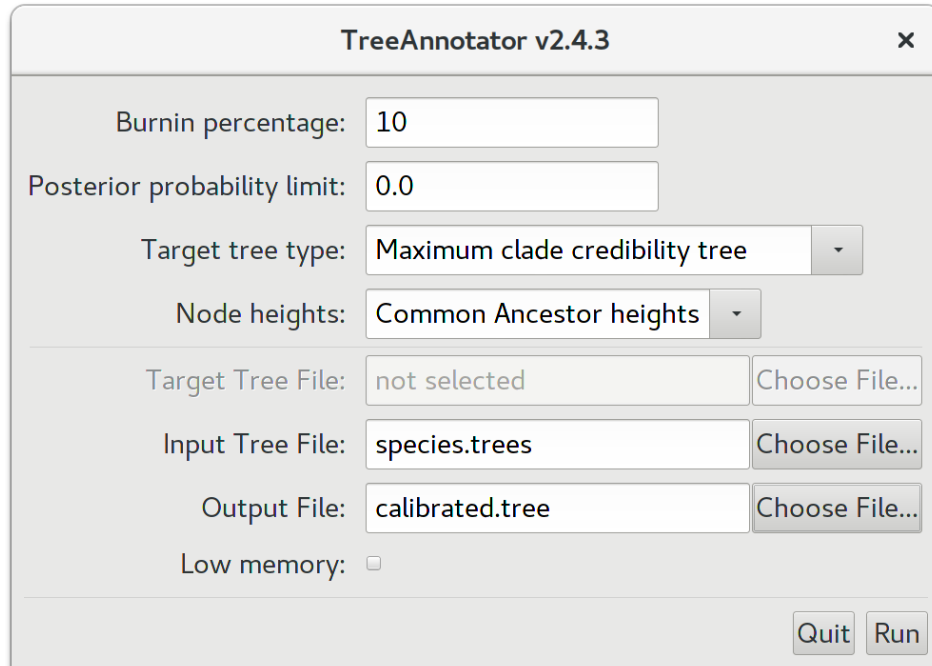 TreeAnnotator v2.4.3
Burnin percentage: 10
Posterior probability limit: 0.0
Target tree type: Maximum clade credibility tree
Node heights: Common Ancestor heights
Target Tree File: not selected Choose File...
Input Tree File: species.trees Choose File...
Output File: calibrated.tree Choose File...
Low memory:
Quit Run